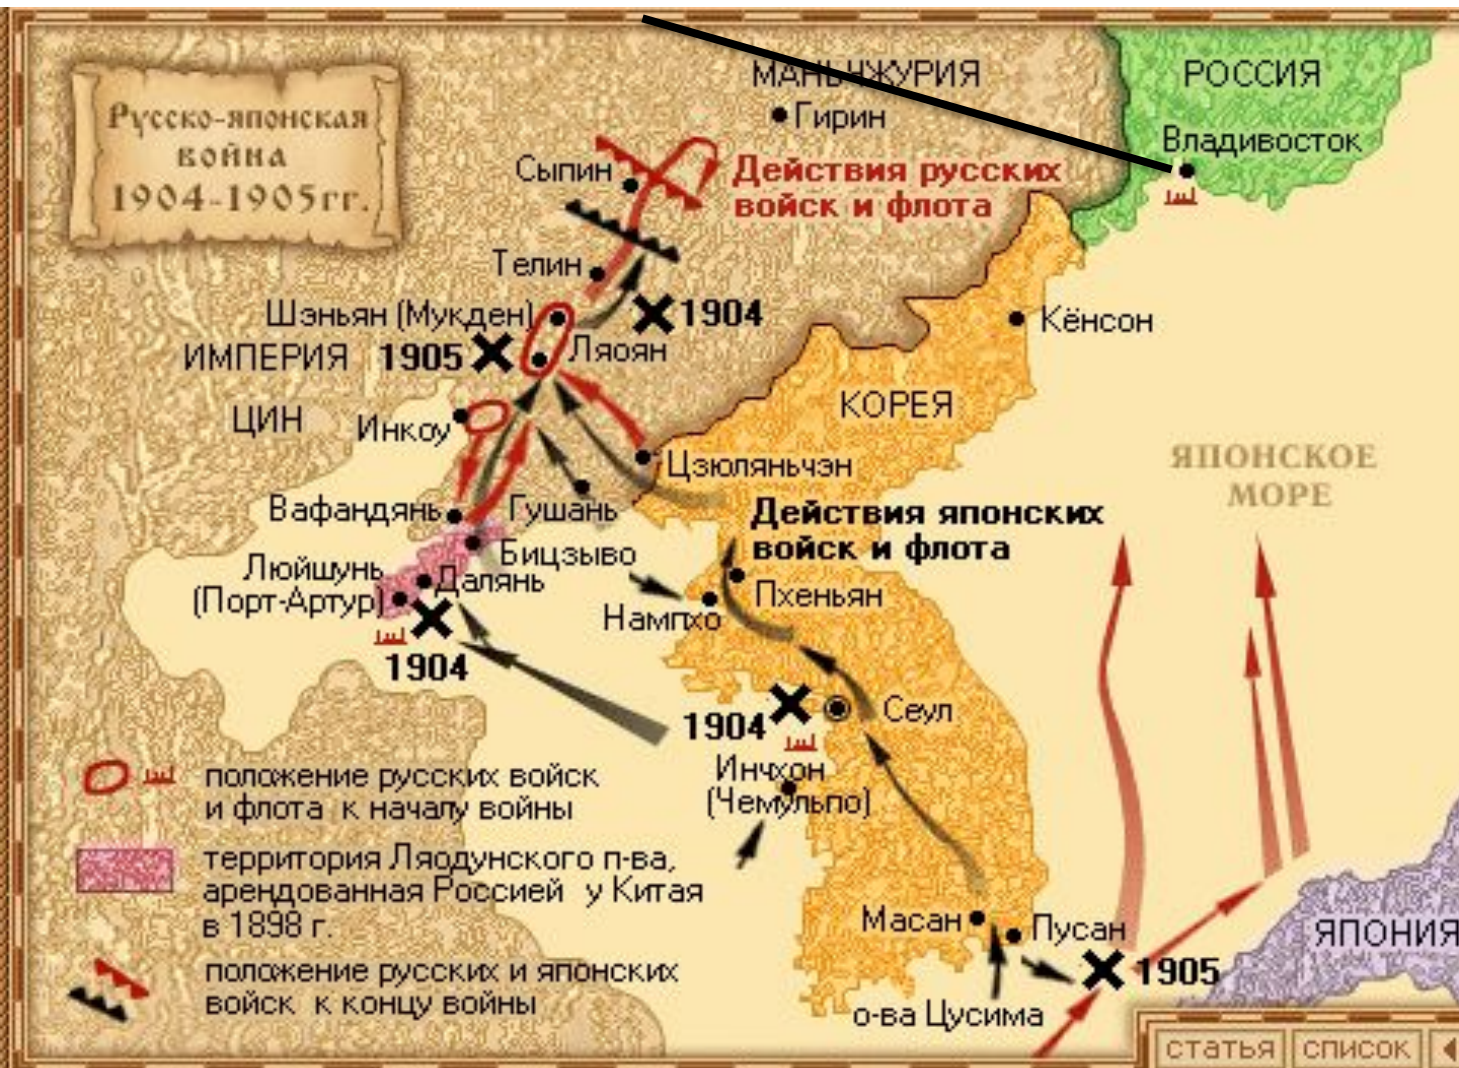 Русско-японская
война
1904-1905гг.
МАНЬЧЖУРИЯ
РОССИЯ
Гирин
Владивосток
Сыпин
Действия русских
войск и флота
Телин
Шэньян (Мукден)
1904
Кёнсон
ИМПЕРИЯ
1905
Ляоян
ЦИН
Инкоу
КОРЕЯ
Цзюляньчэн
ЯПОНСКОЕ
МОРЕ
Вафандянь
Гушань
Действия японских
войск и флота
Бицзыво
Люйшунь
(Порт-Артур)
Далянь
Пхеньян
Нампхо
1904
1904
Сеул
Инчхон
(Чемульпо)
положение русских войск
и флота к началу войны
территория Ляодунского п-ва,
арендованная Россией у Китая
в 1898 г.
Масан
Пусан
ЯПОНИЯ
1905
положение русских и японских
войск к концу войны
о-ва Цусима
статья
список